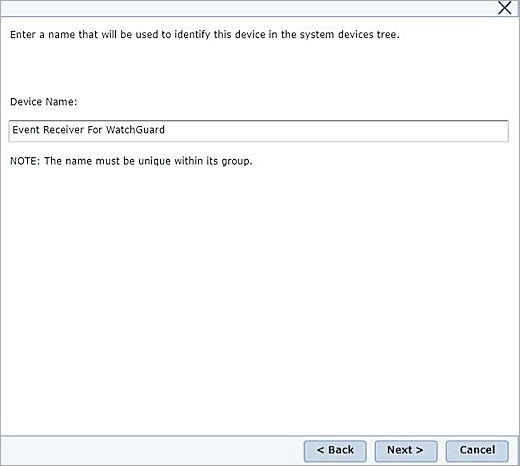 Enter a name that will be used to identify this device in the system devices tree.
Device Name:
Event Receiver For WatchGuard
NOTE: The name must be unique within its group.
< Back
Next >
Cancel